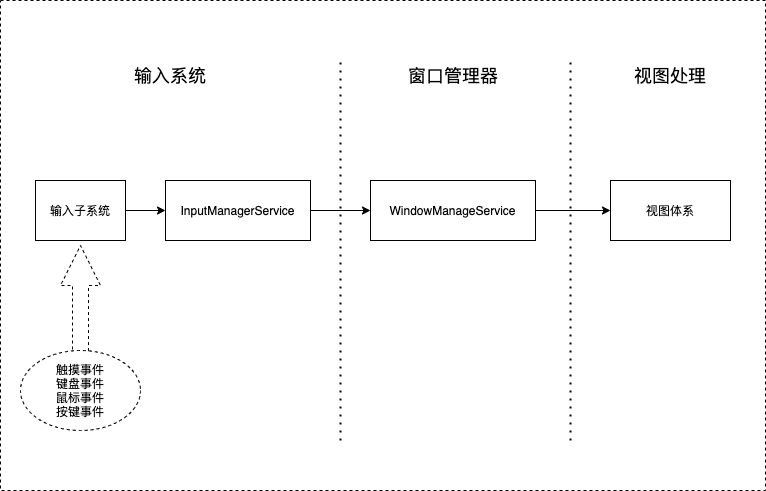 输入系统
窗口管理器
视图处理
输入子系统
InputManagerService
WindowManageService
视图体系
触摸事件
键盘事件
鼠标事件
按键事件